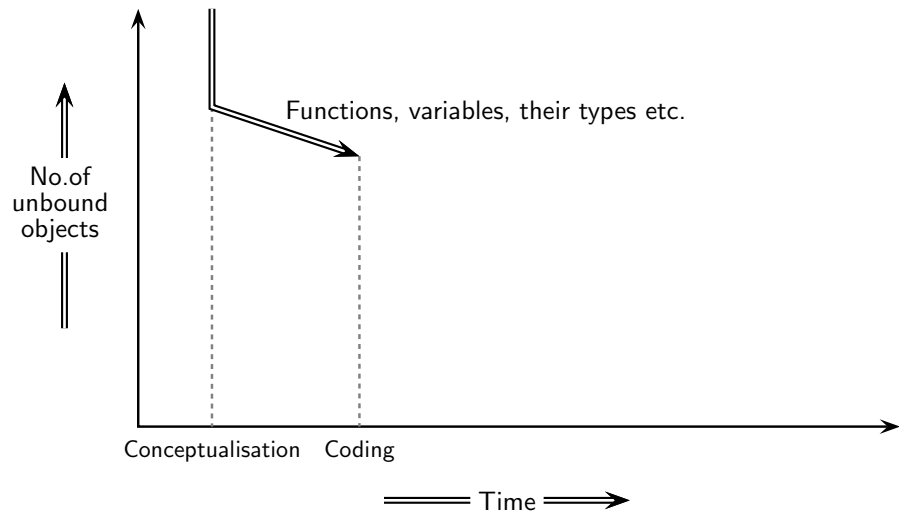 Functions, variables, their types etc.
No.of
unbound
objects
Conceptualisation
Coding
Time